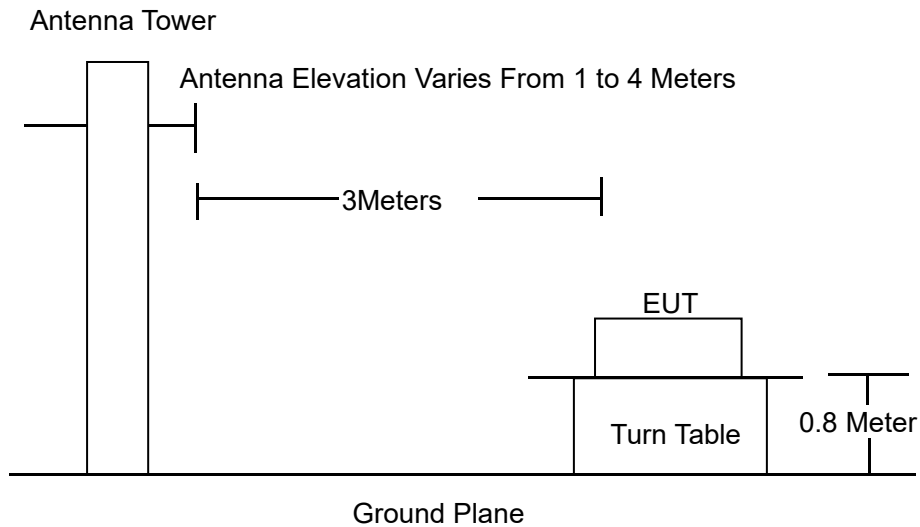 Antenna Tower
Antenna Elevation Varies From 1 to 4 Meters
3Meters
EUT
0.8 Meter
Turn Table
Ground Plane